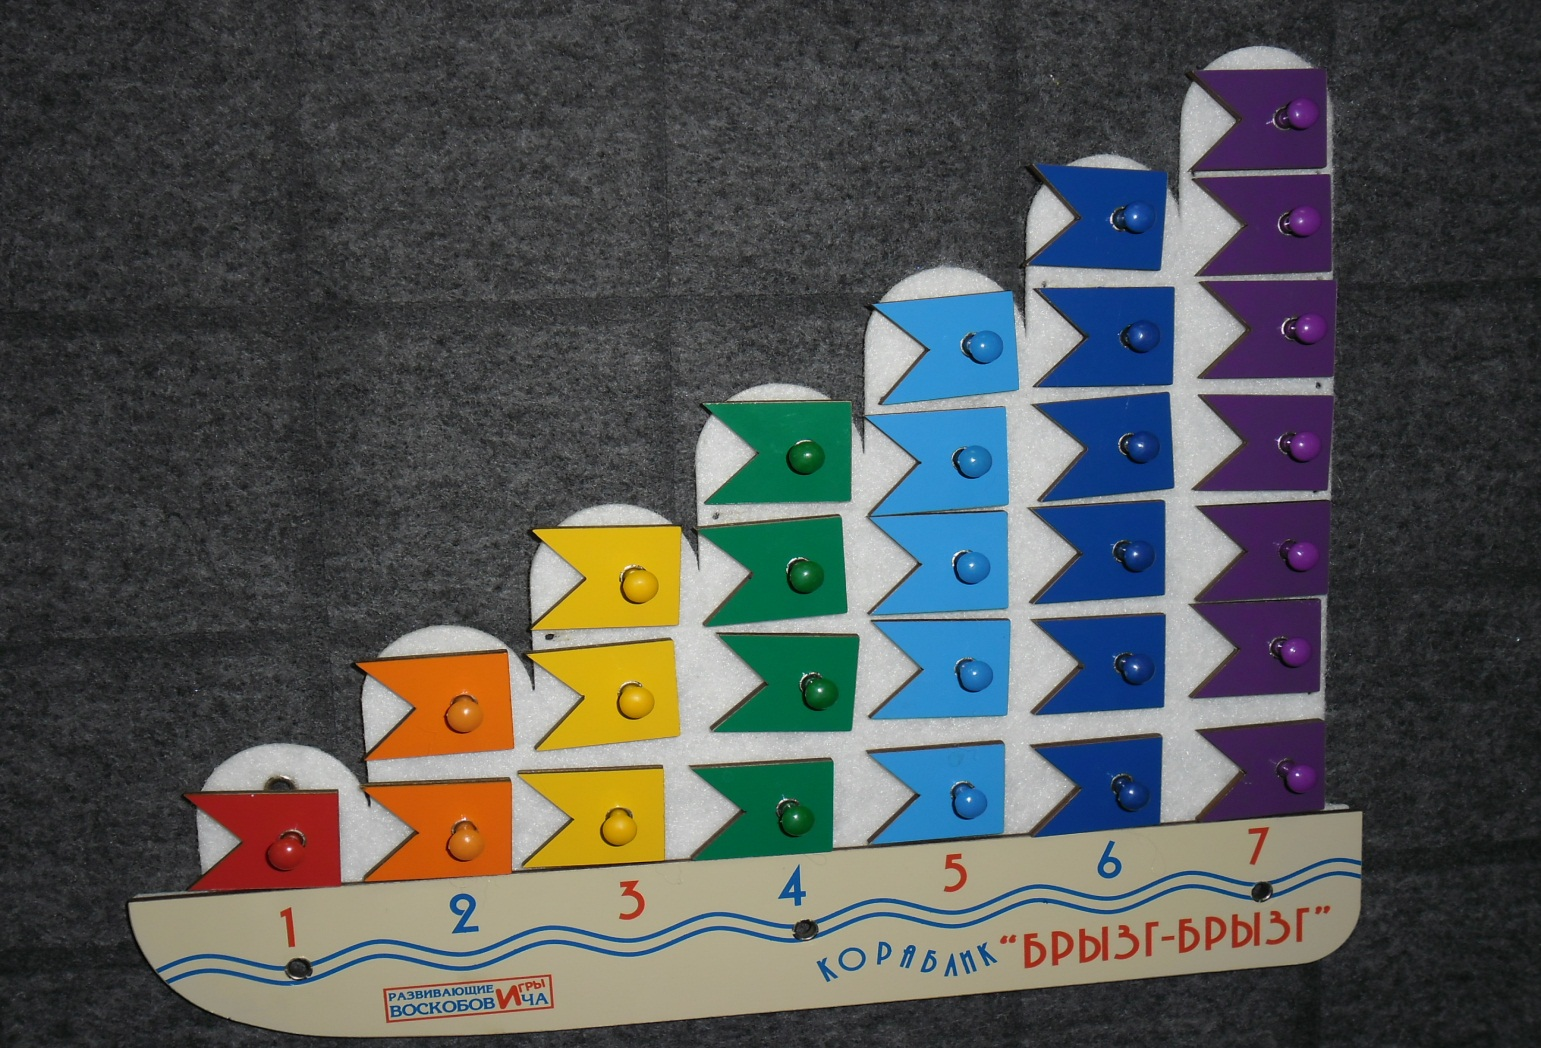 1 2 3 4 5 6 7
КОРАБЛИК "БРЫЗГ-БРЫЗГ"
РАЗВИВАЮЩИЕ ИГРЫ
ВОСКОБОВИЧА